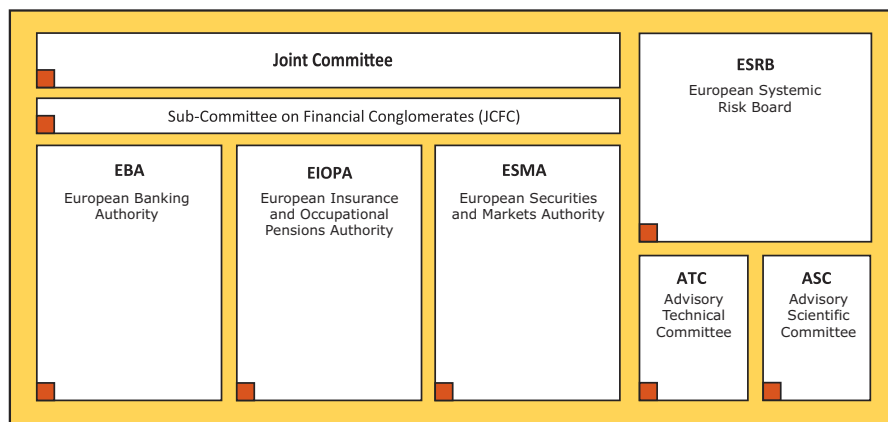 Joint Committee
Sub-Committee on Financial Conglomerates (JCFC)
EBA
European Banking
Authority
EIOPA
European Insurance
and Occupational
Pensions Authority
ESMA
European Securities
and Markets Authority
ESRB
European Systemic
Risk Board
ATC
Advisory
Technical
Committee
ASC
Advisory
Scientific
Committee